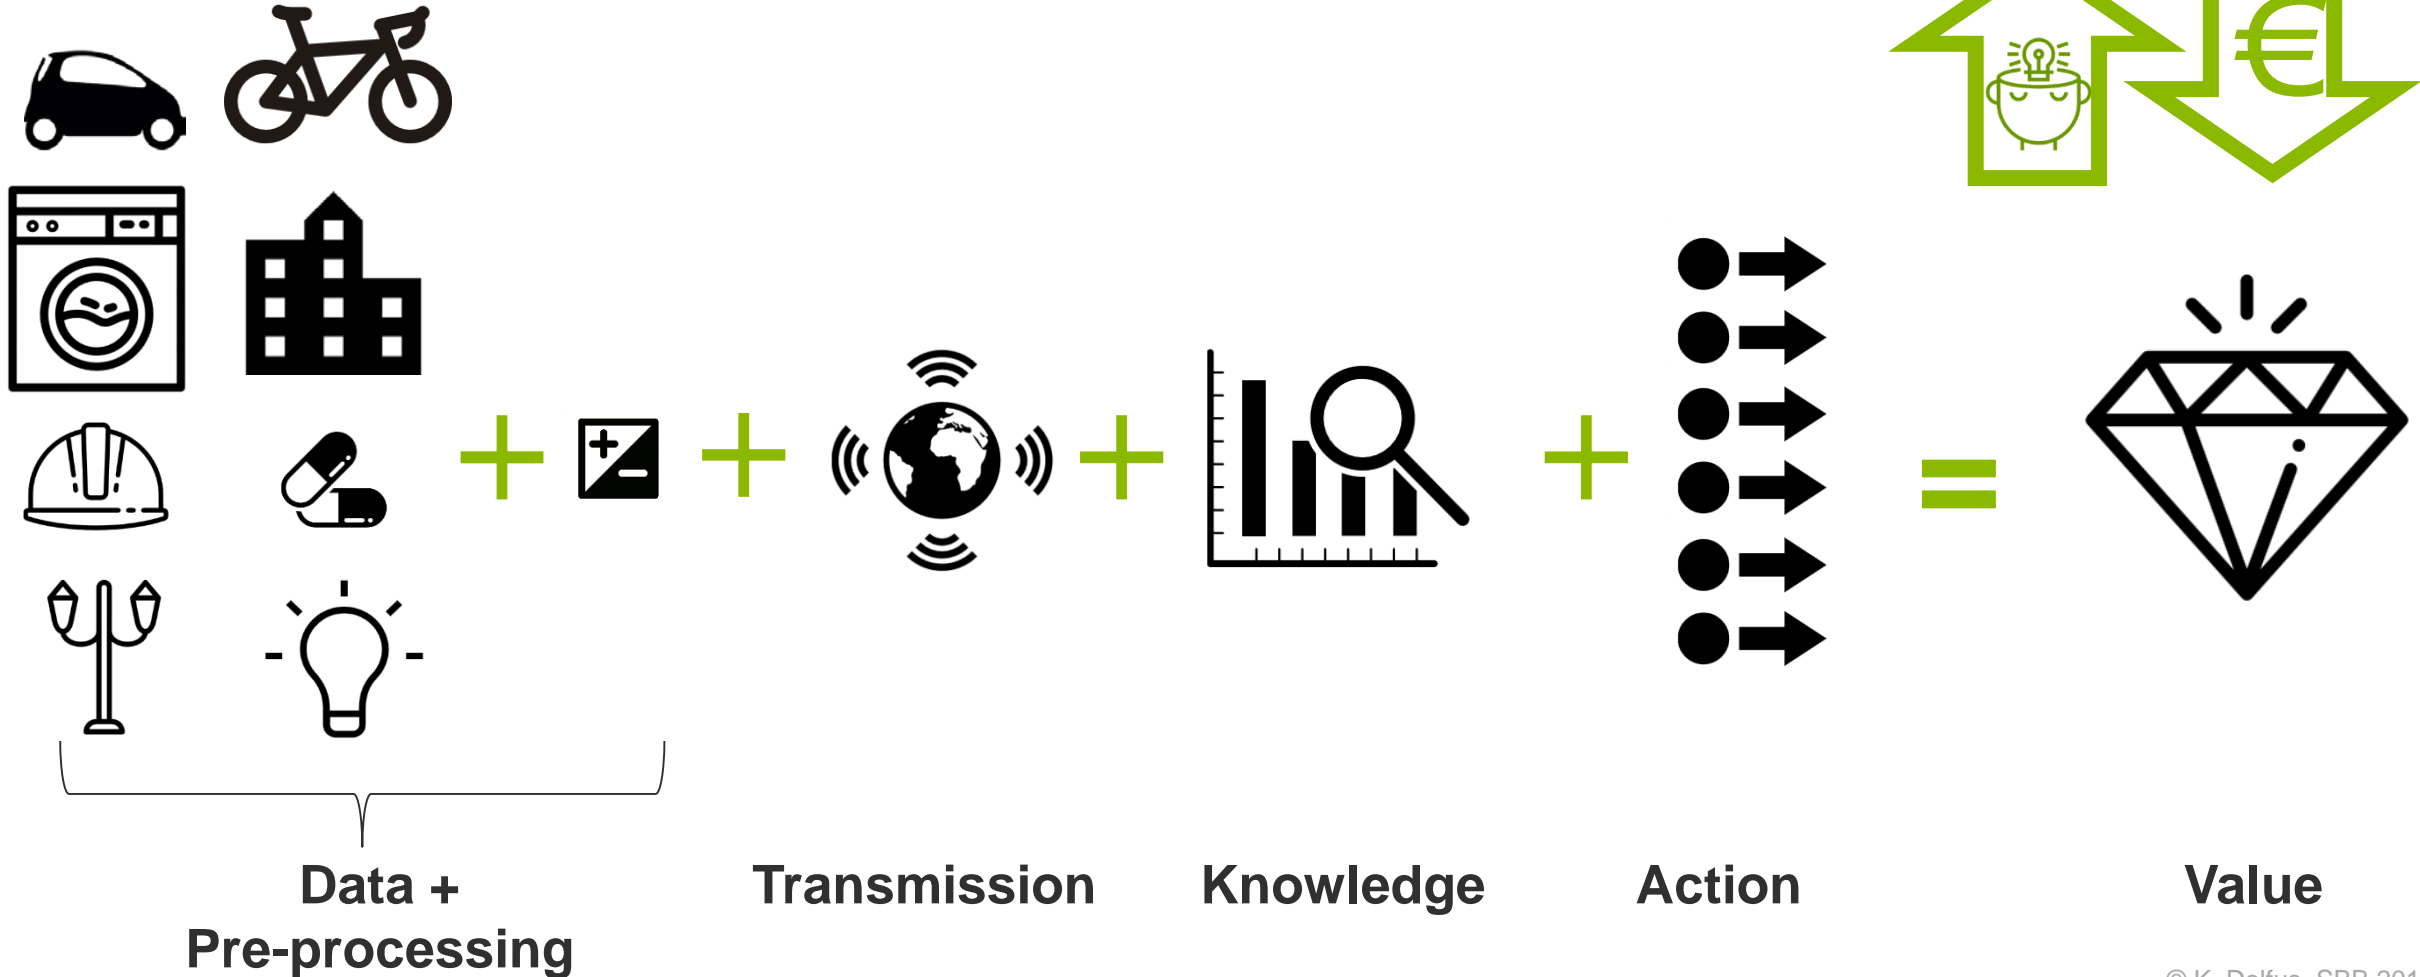 €
Data +
Pre-processing
Transmission
Knowledge
Action
Value